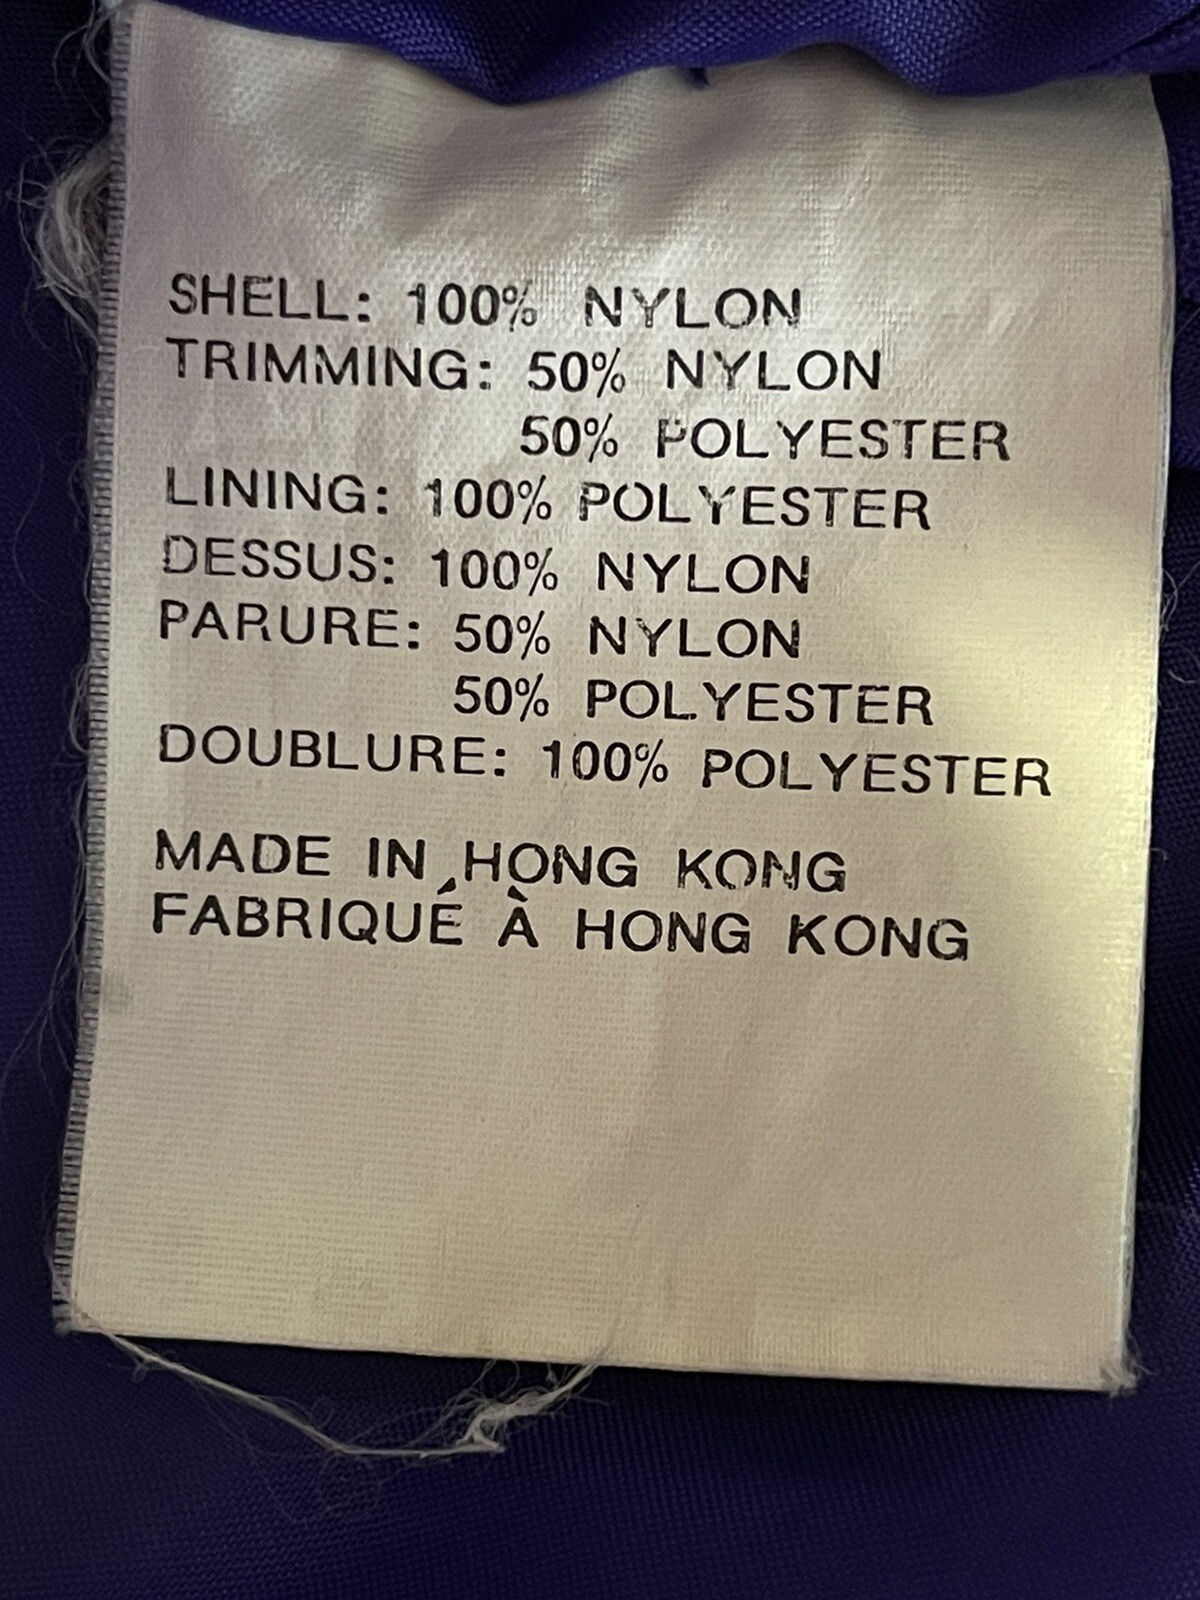 SHELL: 100% NYLON
TRIMMING: 50% NYLON
50% POLYESTER
LINING: 100% POLYESTER
DESSUS: 100% NYLON
PARURE: 50% NYLON
50% POLYESTER
DOUBLURE: 100% POLYESTER
MADE IN HONG KONG
FABRIQUÉ À HONG KONG